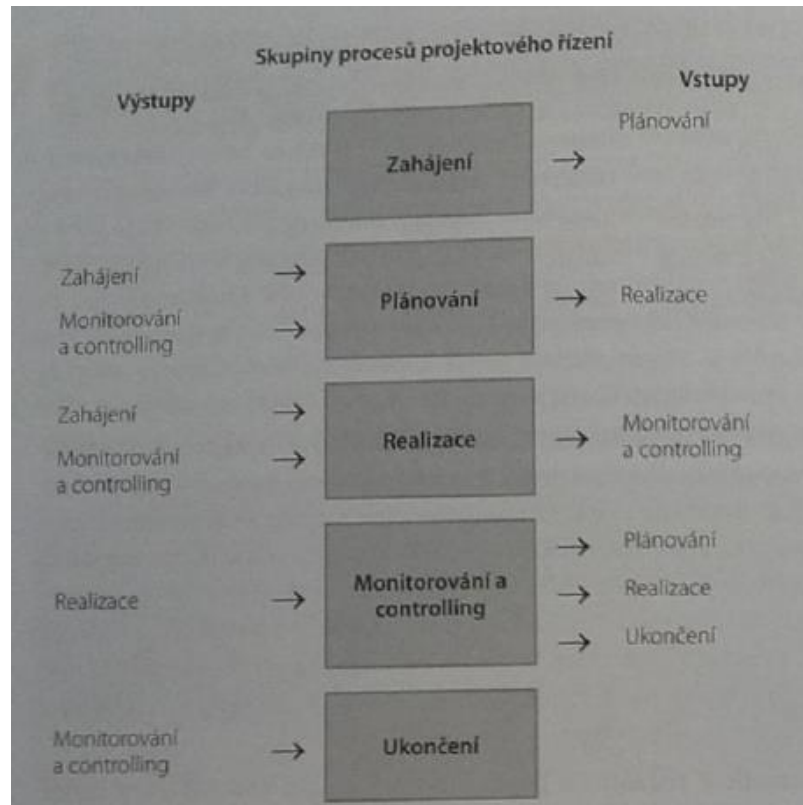 Skupiny procesů projektového řízení
Výstupy
Vstupy
Zahájení
→
Plánování
Zahájení
→
Monitorování
a controlling
→
Plánování
→
Realizace
Zahájení
→
Monitorování
a controlling
→
Realizace
→
Monitorování
a controlling
Realizace
→
Monitorování a
controlling
→
Plánování
→
Realizace
→
Ukončení
Monitorování
a controlling
→
Ukončení